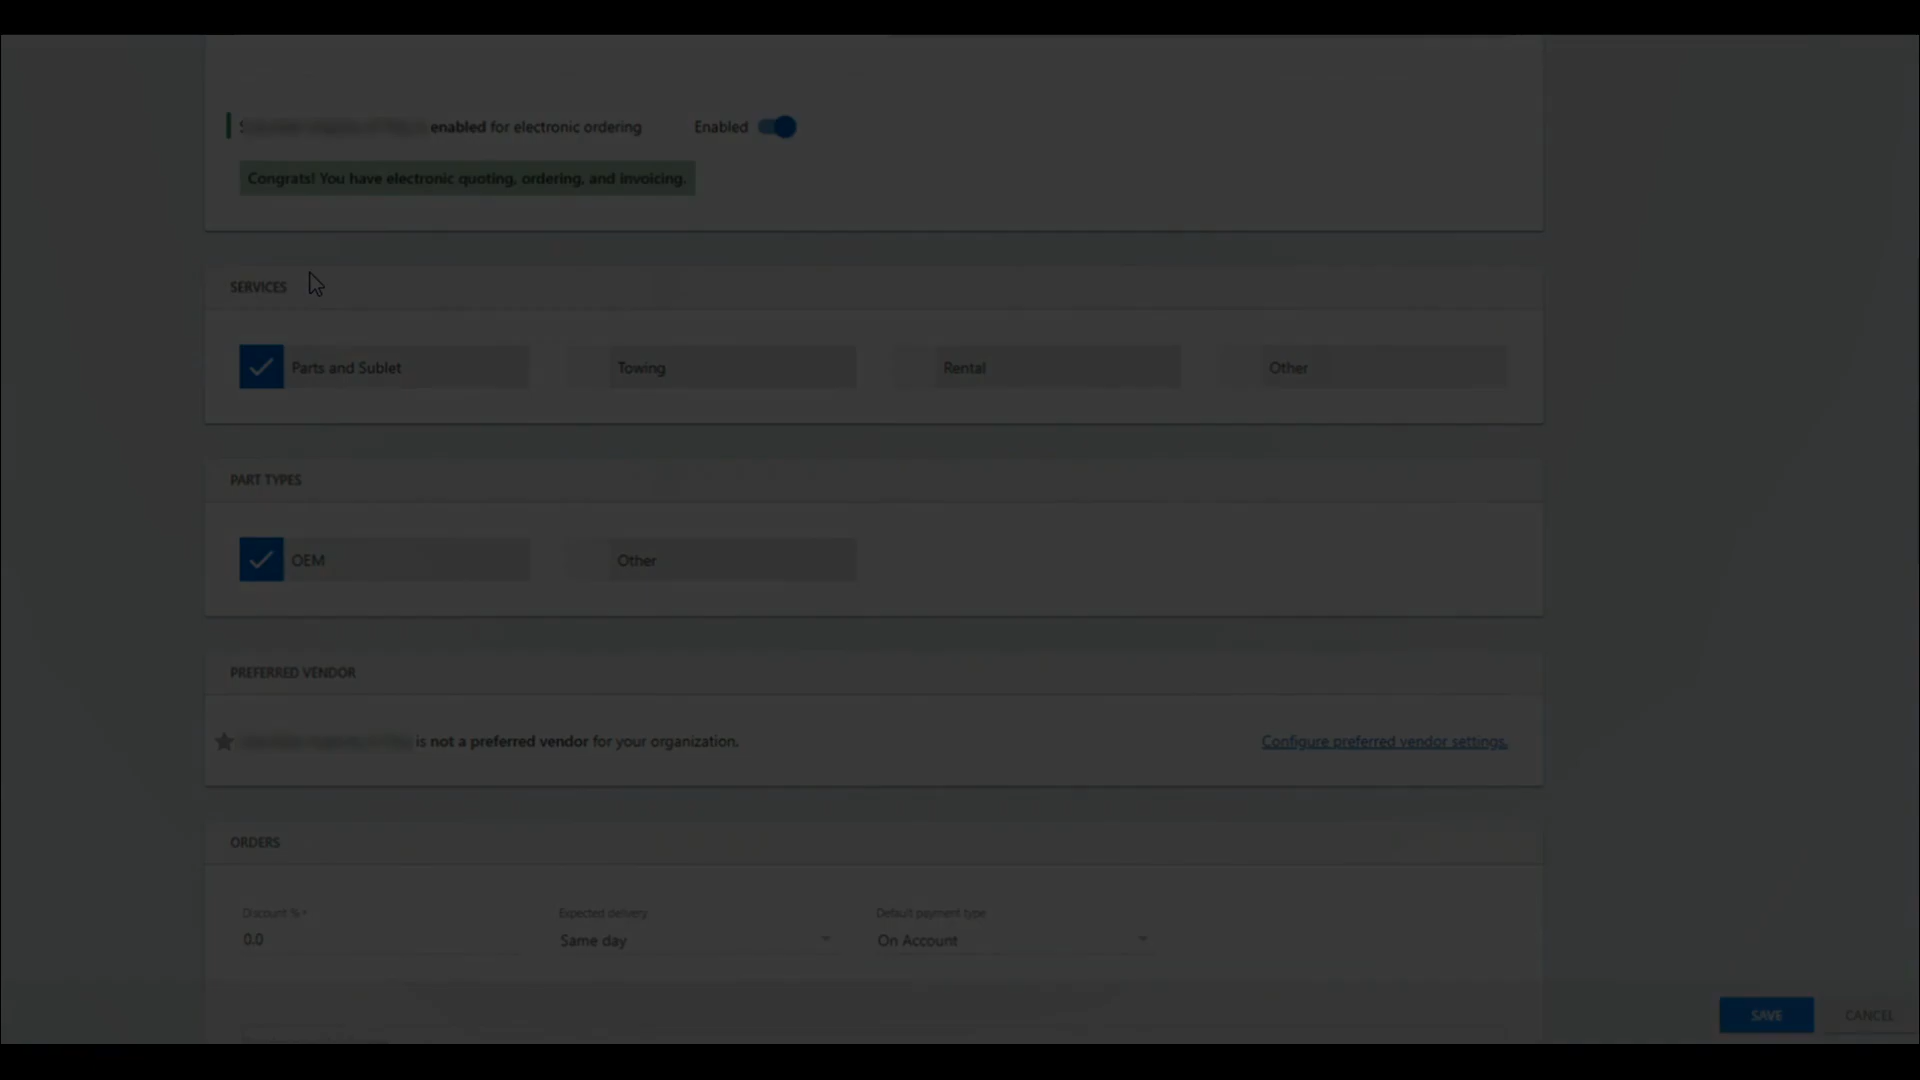 enabled for electronic ordering Enabled
Congrats! You have electronic quoting, ordering, and invoicing.
SERVICES
Parts and Sublet Towing Rental Other
PART TYPES
OEM Other
PREFERRED VENDOR
is not a preferred vendor for your organization. Configure preferred vendor settings.
ORDERS
Discount % * Expected delivery Default payment type
0.0 Same day On Account
SAVE CANCEL